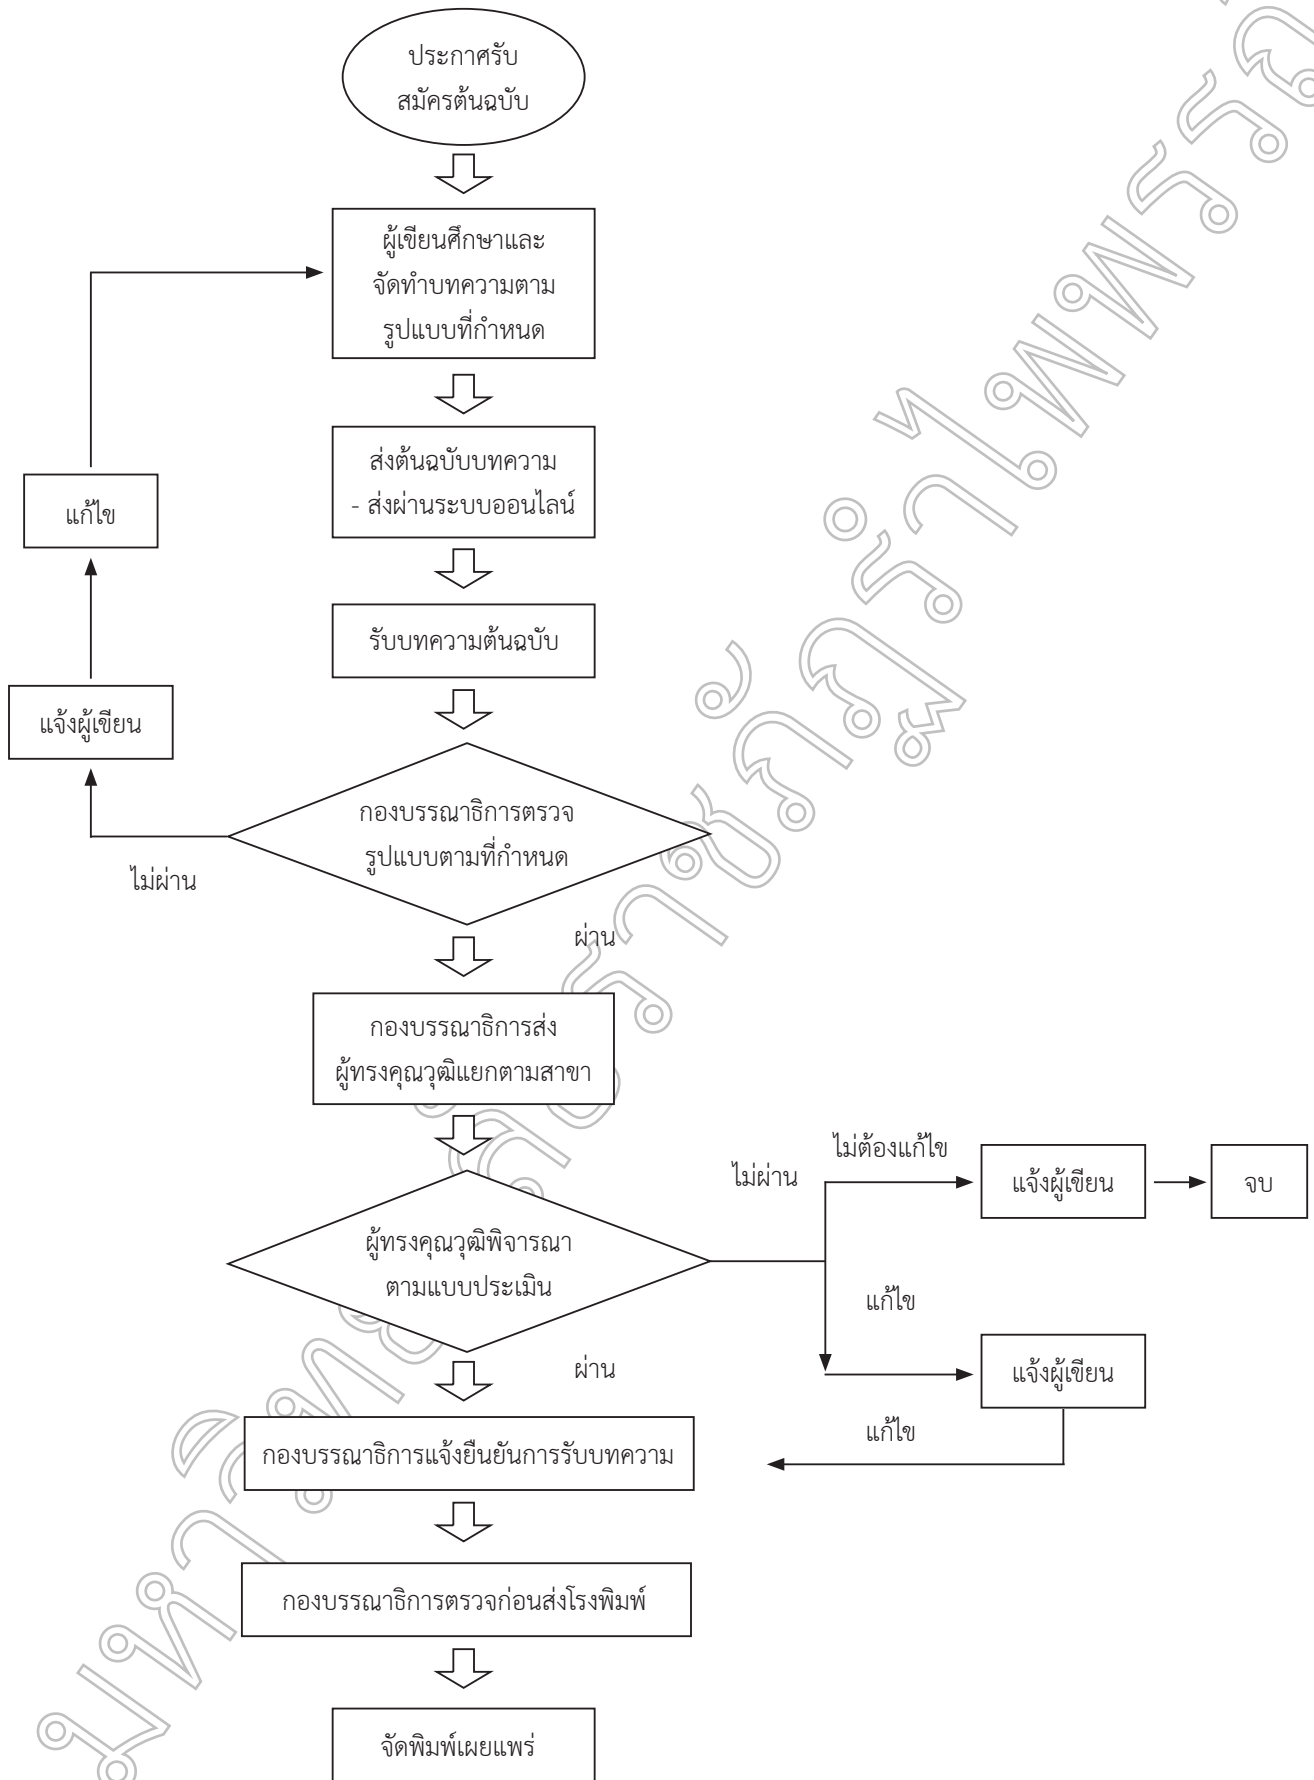 ประกาศรับ
สมัครต้นฉบับ
ผู้เขียนศึกษาและ
จัดทำบทความตาม
รูปแบบที่กำหนด
ส่งต้นฉบับบทความ
- ส่งผ่านระบบออนไลน์
แก้ไข
รับบทความต้นฉบับ
แจ้งผู้เขียน
กองบรรณาธิการตรวจ
รูปแบบตามที่กำหนด
ไม่ผ่าน
ผ่าน
กองบรรณาธิการส่ง
ผู้ทรงคุณวุฒิแยกตามสาขา
ไม่ผ่าน
ไม่ต้องแก้ไข
แจ้งผู้เขียน
จบ
ผู้ทรงคุณวุฒิพิจารณา
ตามแบบประเมิน
แก้ไข
ผ่าน
แจ้งผู้เขียน
แก้ไข
กองบรรณาธิการแจ้งยืนยันการรับบทความ
กองบรรณาธิการตรวจก่อนส่งโรงพิมพ์
จัดพิมพ์เผยแพร่